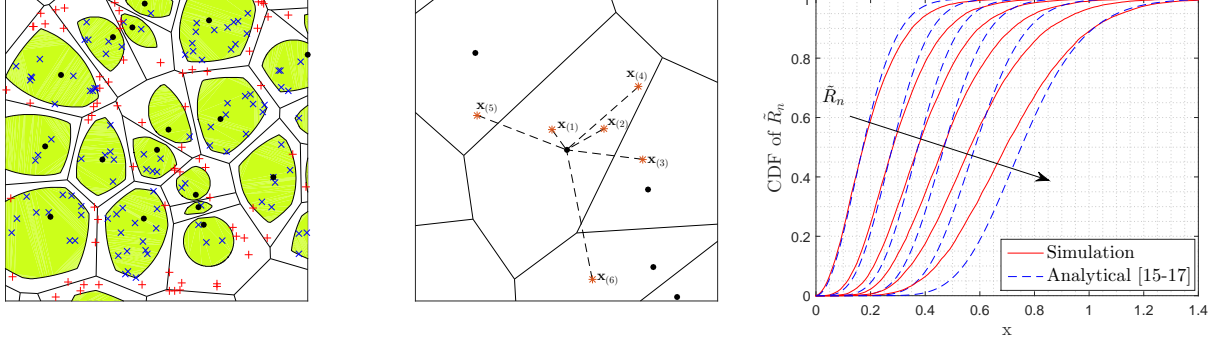 x(5)
x(1)
x(4)
x(2)
x(3)
x(6)
CDF of R̃n
1
0.8
0.6
0.4
0.2
0
R̃n
Simulation
Analytical [15-17]
0 0.2 0.4 0.6 0.8 1 1.2 1.4
x